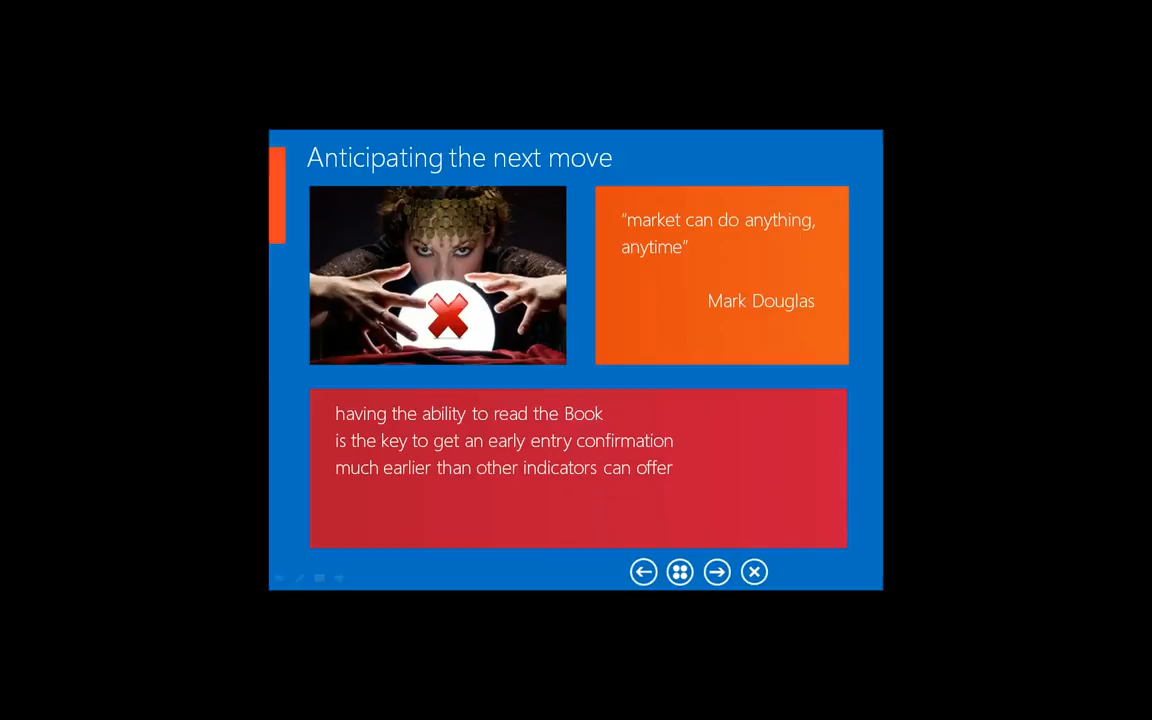 Anticipating the next move
“market can do anything,
anytime”
Mark Douglas
having the ability to read the Book
is the key to get an early entry confirmation
much earlier than other indicators can offer